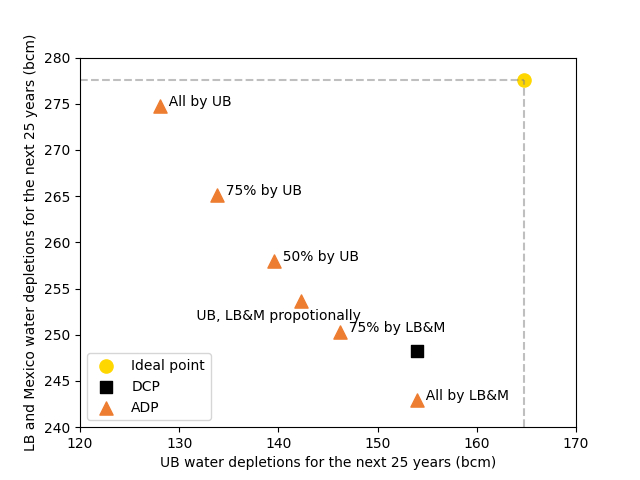 LB and Mexico water depletions for the next 25 years (bcm)
280
275
270
265
260
255
250
245
240
All by UB
75% by UB
50% by UB
UB, LB&M propotionally
75% by LB&M
All by LB&M
Ideal point
DCP
ADP
120 130 140 150 160 170
UB water depletions for the next 25 years (bcm)